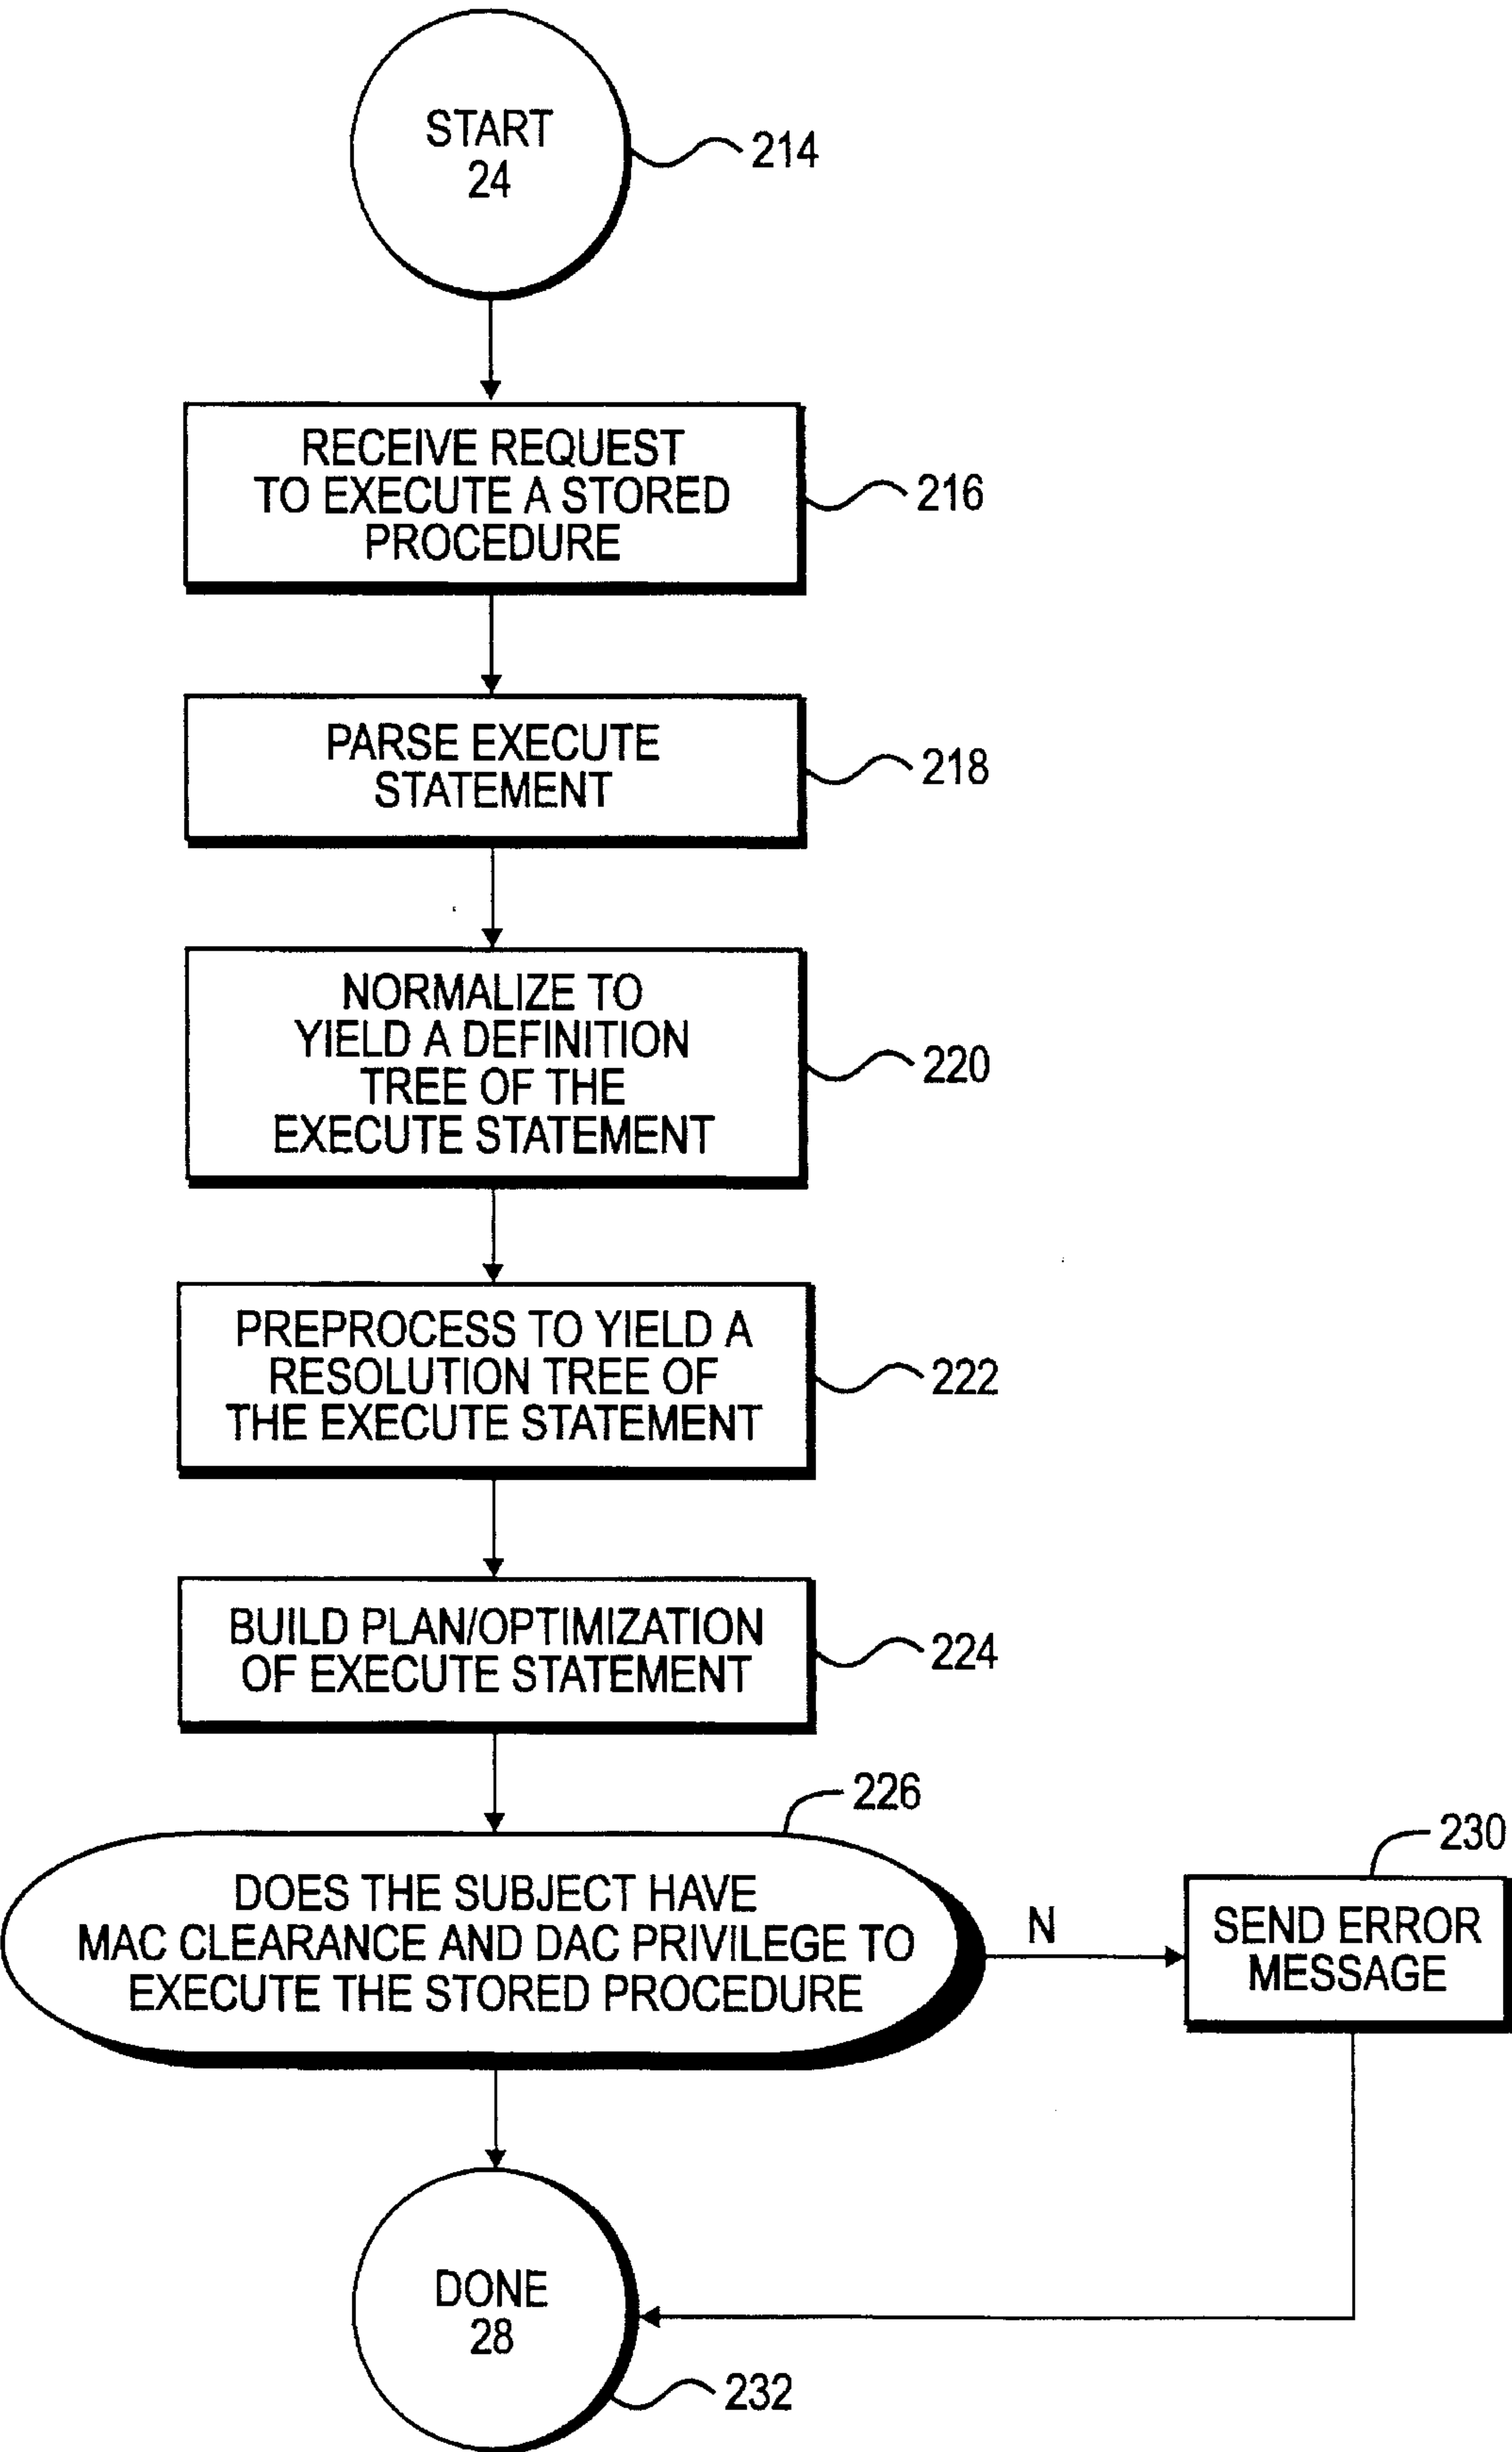 START
24
214
RECEIVE REQUEST
TO EXECUTE A STORED
PROCEDURE
216
PARSE EXECUTE
STATEMENT
218
NORMALIZE TO
YIELD A DEFINITION
TREE OF THE
EXECUTE STATEMENT
220
PREPROCESS TO YIELD A
RESOLUTION TREE OF
THE EXECUTE STATEMENT
222
BUILD PLAN/OPTIMIZATION
OF EXECUTE STATEMENT
224
226
DOES THE SUBJECT HAVE
MAC CLEARANCE AND DAC PRIVILEGE TO
EXECUTE THE STORED PROCEDURE
N
230
SEND ERROR
MESSAGE
DONE
28
232